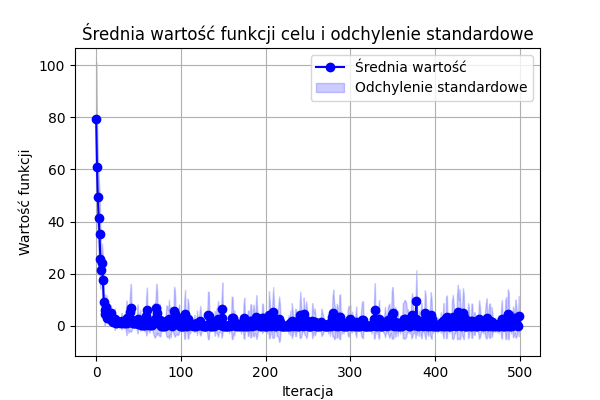 Średnia wartość funkcji celu i odchylenie standardowe
Średnia wartość
Odchylenie standardowe
Wartość funkcji
100
80
60
40
20
0
0 100 200 300 400 500
Iteracja